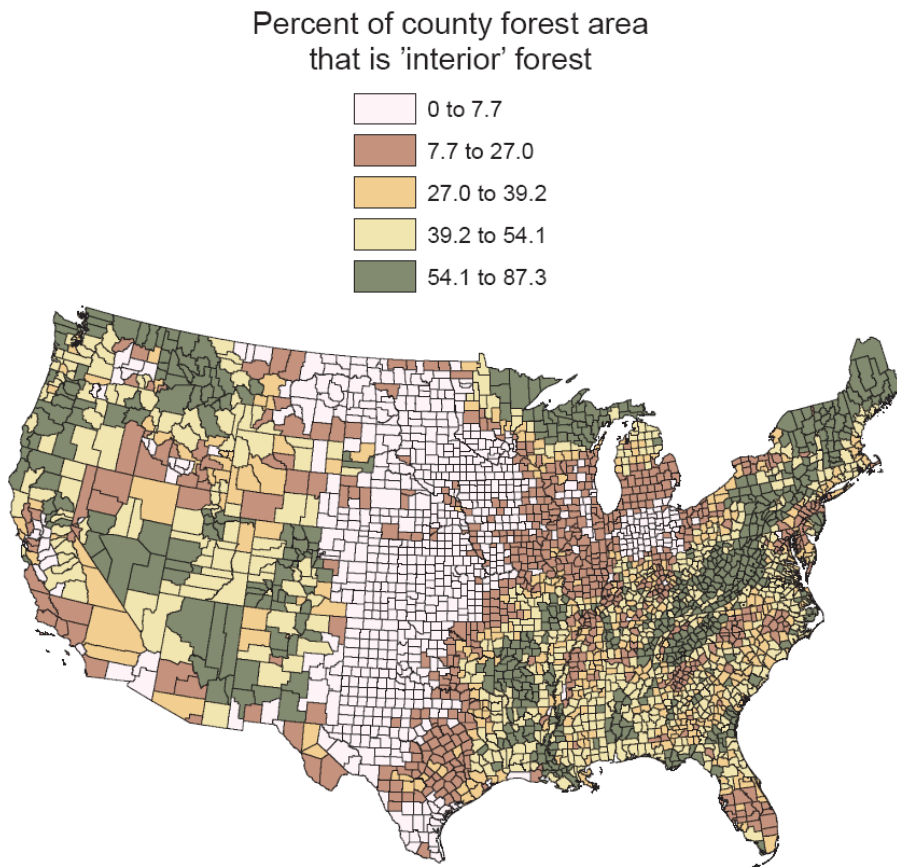 Percent of county forest area
that is ’interior’ forest
0 to 7.7
7.7 to 27.0
27.0 to 39.2
39.2 to 54.1
54.1 to 87.3